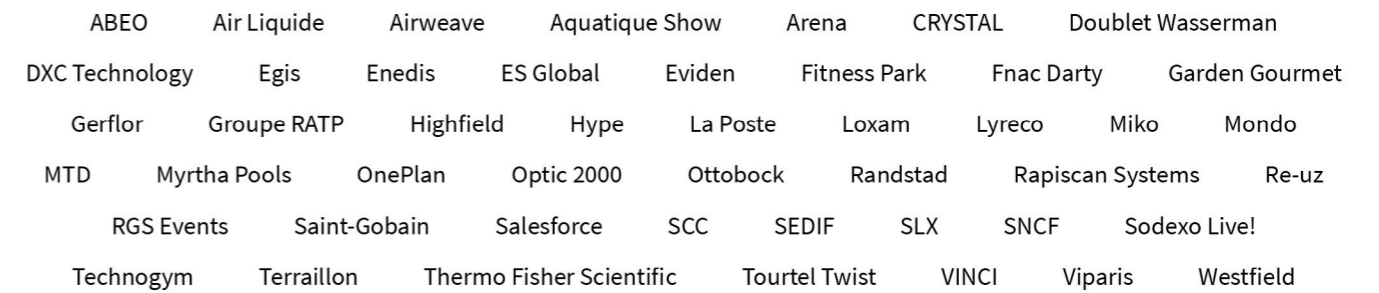 ABEO Air Liquide Airweave Aquatique Show Arena CRYSTAL Doublet Wasserman
DXC Technology Egis Enedis ES Global Eviden Fitness Park Fnac Darty Garden Gourmet
Gerflor Groupe RATP Highfield Hype La Poste Loxam Lyreco Miko Mondo
MTD Myrtha Pools OnePlan Optic 2000 Ottobock Randstad Rapiscan Systems Re-uz
RGS Events Saint-Gobain Salesforce SCC SEDIF SLX SNCF Sodexo Live!
Technogym Terraillon Thermo Fisher Scientific Tourtel Twist VINCI Viparis Westfield